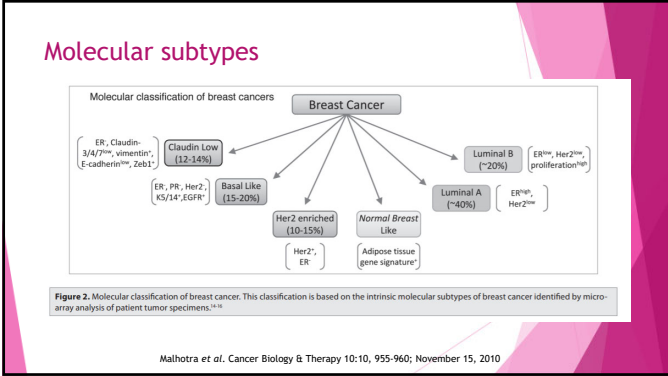 Molecular subtypes
Molecular classification of breast cancers
Breast Cancer
ER⁻, Claudin-
3/4/7ˡᵒʷ, vimentin⁺,
E-cadherinˡᵒʷ, Zeb1⁺
Claudin Low
(12-14%)
ER⁻, PR⁻, Her2⁻,
K5/14⁺,EGFR⁺
Basal Like
(15-20%)
Her2 enriched
(10-15%)
Her2⁺,
ER⁻
Normal Breast
Like
Adipose tissue
gene signature⁺
Luminal B
(~20%)
ERˡᵒʷ, Her2ˡᵒʷ,
proliferationʰⁱᵍʰ
Luminal A
(~40%)
ERʰⁱᵍʰ,
Her2ˡᵒʷ
Figure 2. Molecular classification of breast cancer. This classification is based on the intrinsic molecular subtypes of breast cancer identified by micro-
array analysis of patient tumor specimens.¹⁴⁻¹⁶
Malhotra et al. Cancer Biology & Therapy 10:10, 955-960; November 15, 2010